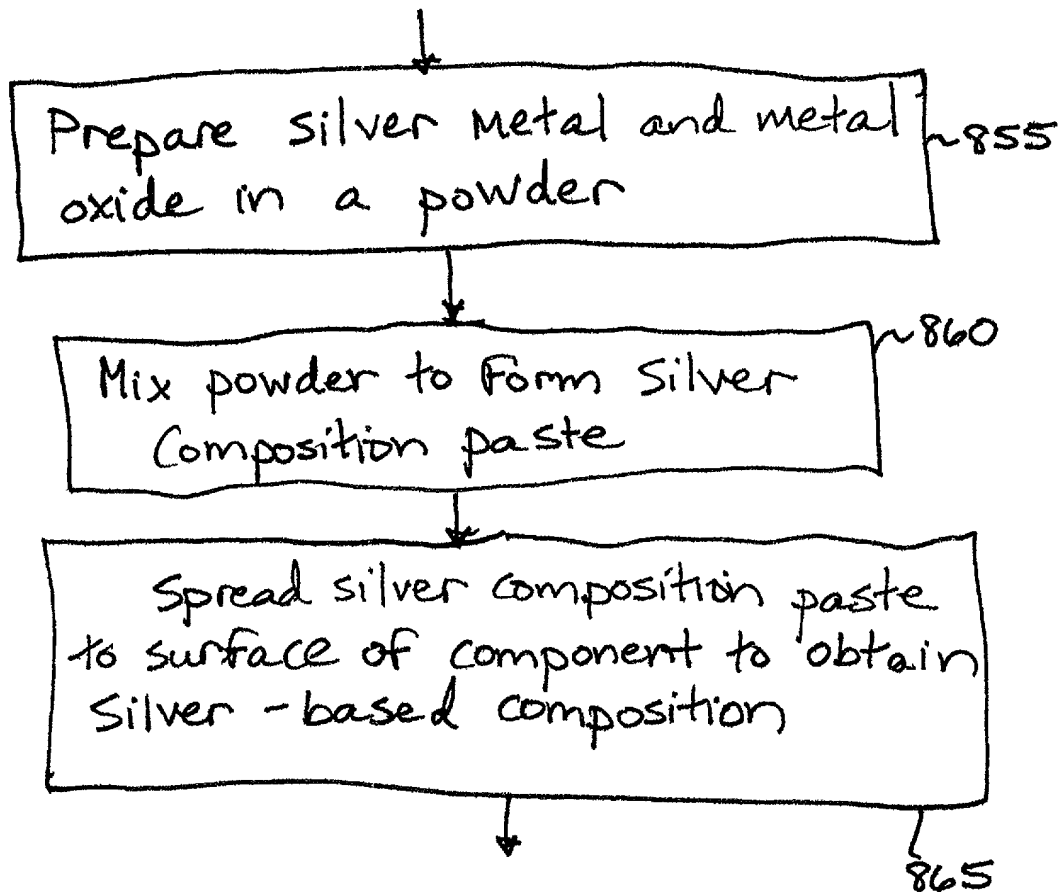 Prepare silver metal and metal
~855
oxide in a powder
~860
Mix powder to form silver
composition paste
Spread silver composition paste
to surface of component to obtain
silver-based composition
865